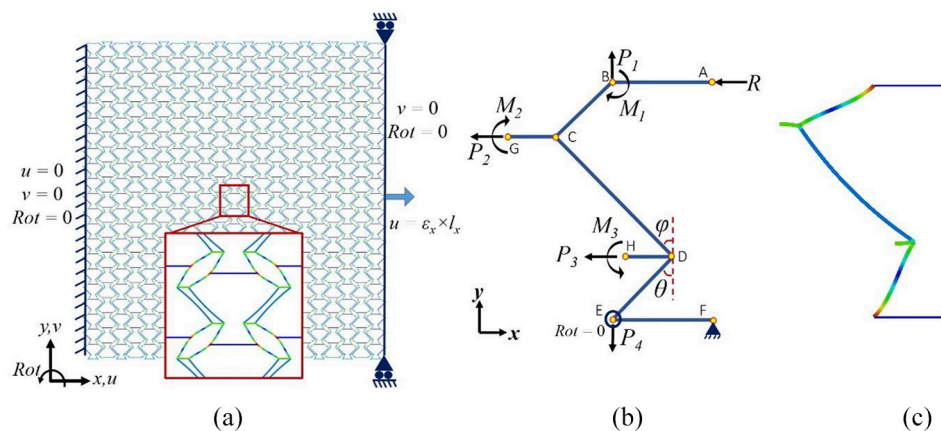 u = 0
v = 0
Rot = 0
v = 0
Rot = 0
u = εx×lx
y,v
Rot
x,u
(a)
P1
B
A
R
M1
M2
G
C
P2
φ
M3
H
D
P3
θ
y
x
E
F
Rot = 0
P4
(b)
(c)